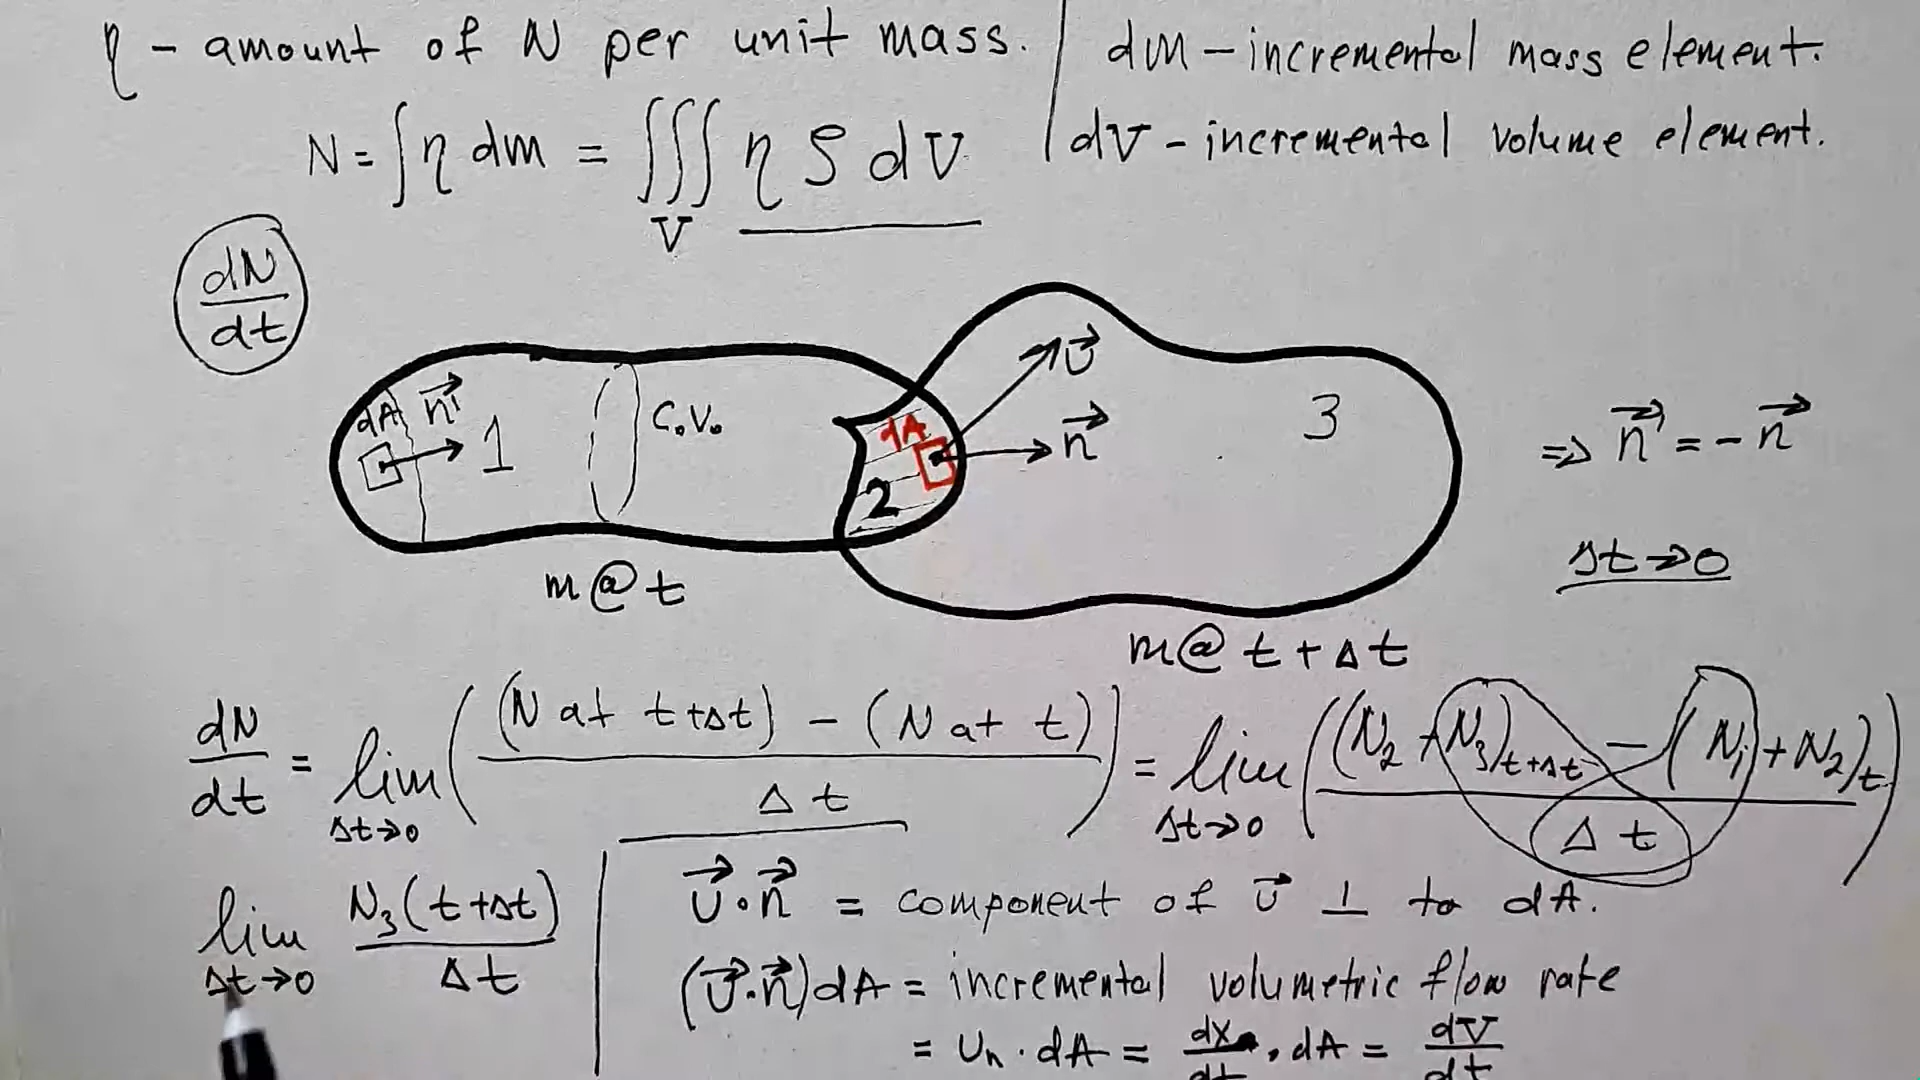 η - amount of N per unit mass.
dm - incremental mass element.
N = ∫ η dm = ∭ η ρ dV
V
dV - incremental volume element.
dN/dt
dA n⃗' 1
C.V.
dA
2
v⃗
n⃗
3
⇒ n⃗' = - n⃗
Δt → 0
m@t
m@ t + Δt
dN/dt = lim Δt→0 ( ((N at t+Δt) - (N at t)) / Δt ) = lim Δt→0 ( ((N₂ + N₃)t+Δt - (N₁ + N₂)t) / Δt )
lim Δt→0 N₃(t+Δt) / Δt
v⃗·n⃗ = component of v⃗ ⊥ to dA.
(v⃗·n⃗)dA = incremental volumetric flow rate
= vn · dA = dx/dt · dA = dV/dt